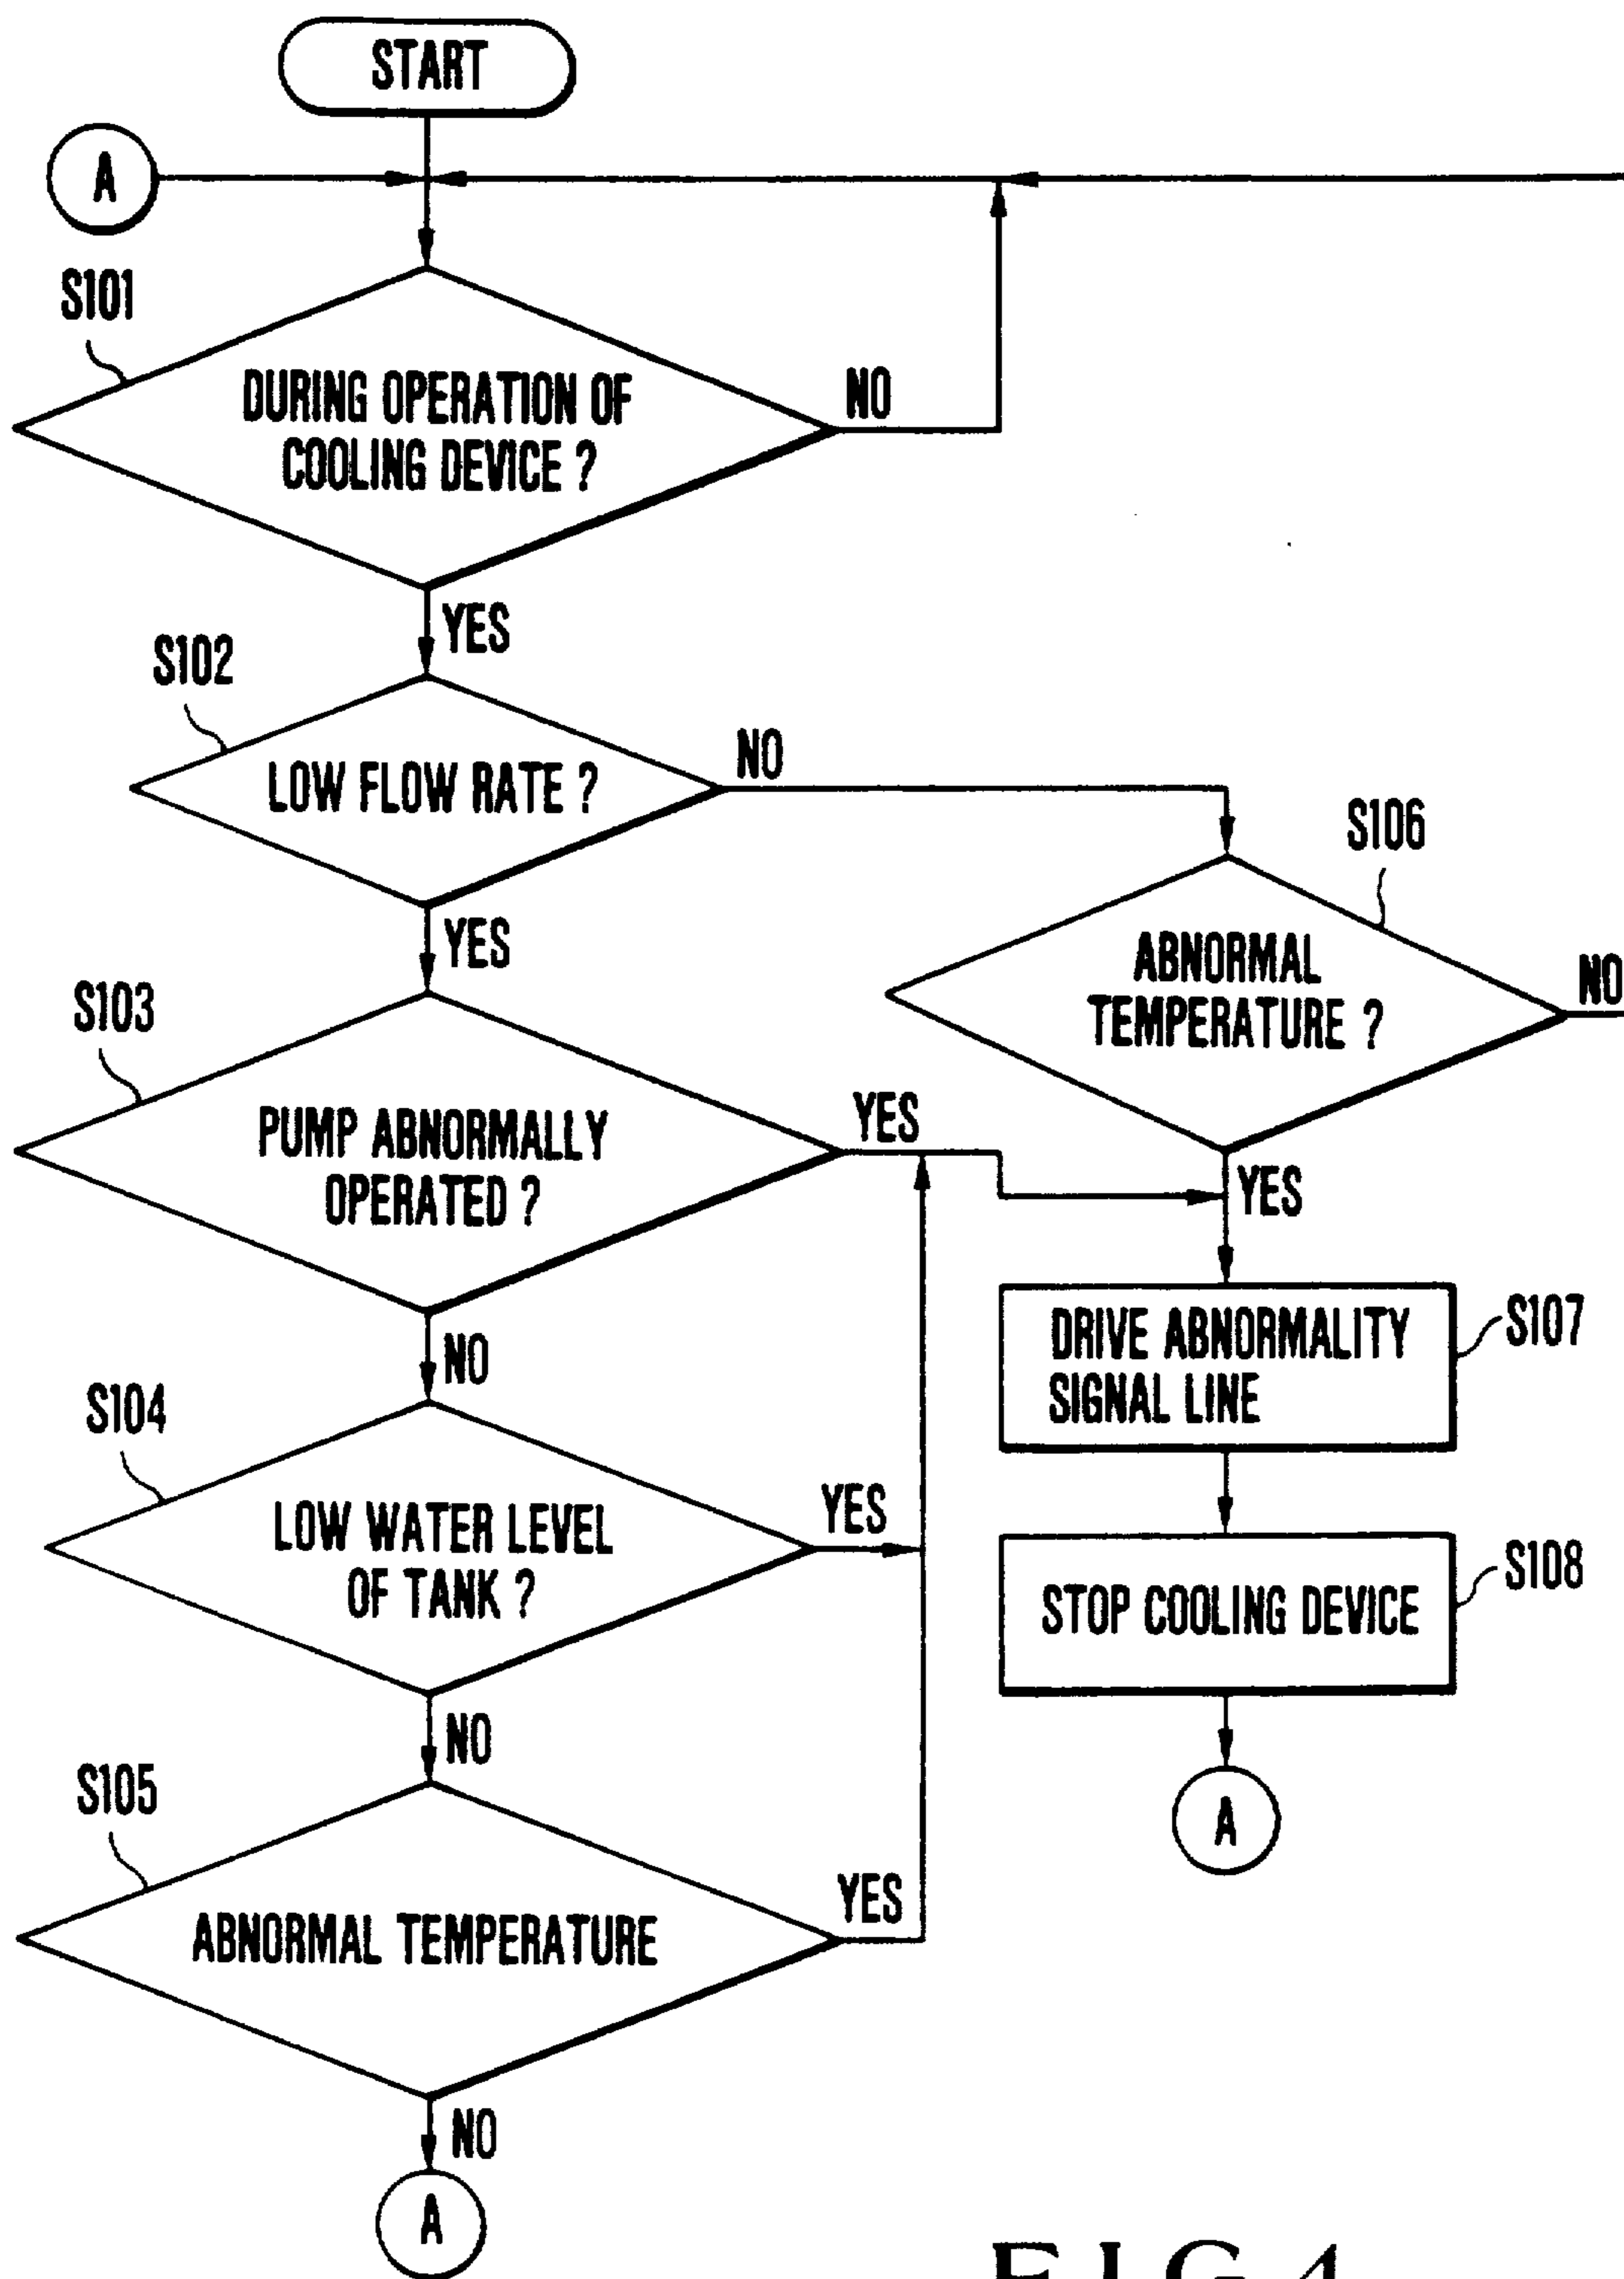 START
A
S101
DURING OPERATION OF
COOLING DEVICE ?
NO
YES
S102
LOW FLOW RATE ?
NO
YES
S106
ABNORMAL
TEMPERATURE ?
NO
YES
S103
PUMP ABNORMALLY
OPERATED ?
YES
NO
S107
DRIVE ABNORMALITY
SIGNAL LINE
S104
LOW WATER LEVEL
OF TANK ?
YES
NO
S108
STOP COOLING DEVICE
A
S105
ABNORMAL TEMPERATURE
YES
NO
A
FIG.4